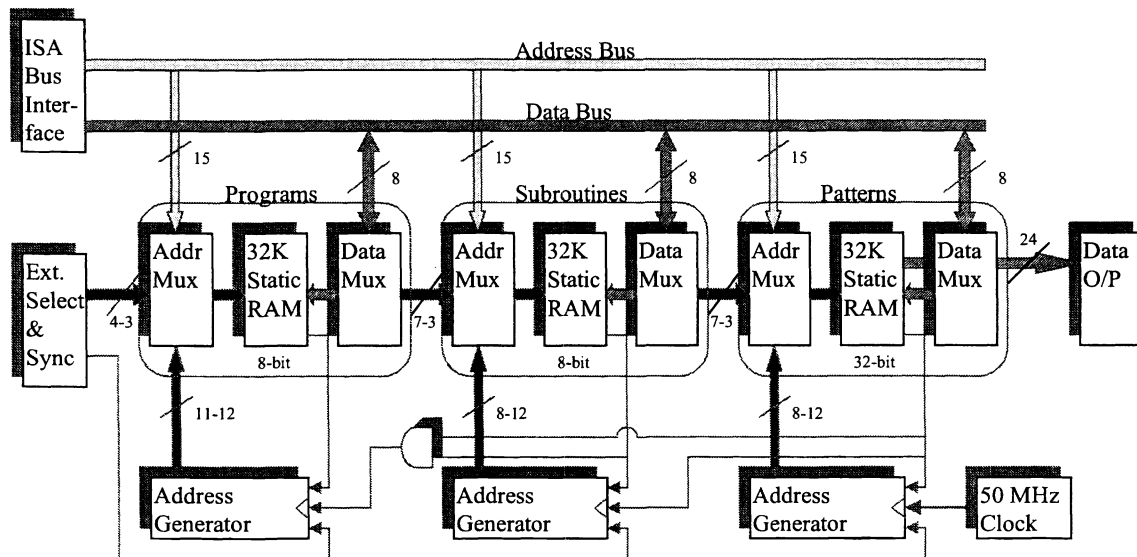 ISA
Bus
Inter-
face
Address Bus
Data Bus
15
8
15
8
15
8
Programs
Subroutines
Patterns
Ext.
Select
&
Sync
4-3
Addr
Mux
32K
Static
RAM
Data
Mux
8-bit
7-3
Addr
Mux
32K
Static
RAM
Data
Mux
8-bit
7-3
Addr
Mux
32K
Static
RAM
Data
Mux
32-bit
24
Data
O/P
11-12
8-12
8-12
Address
Generator
Address
Generator
Address
Generator
50 MHz
Clock